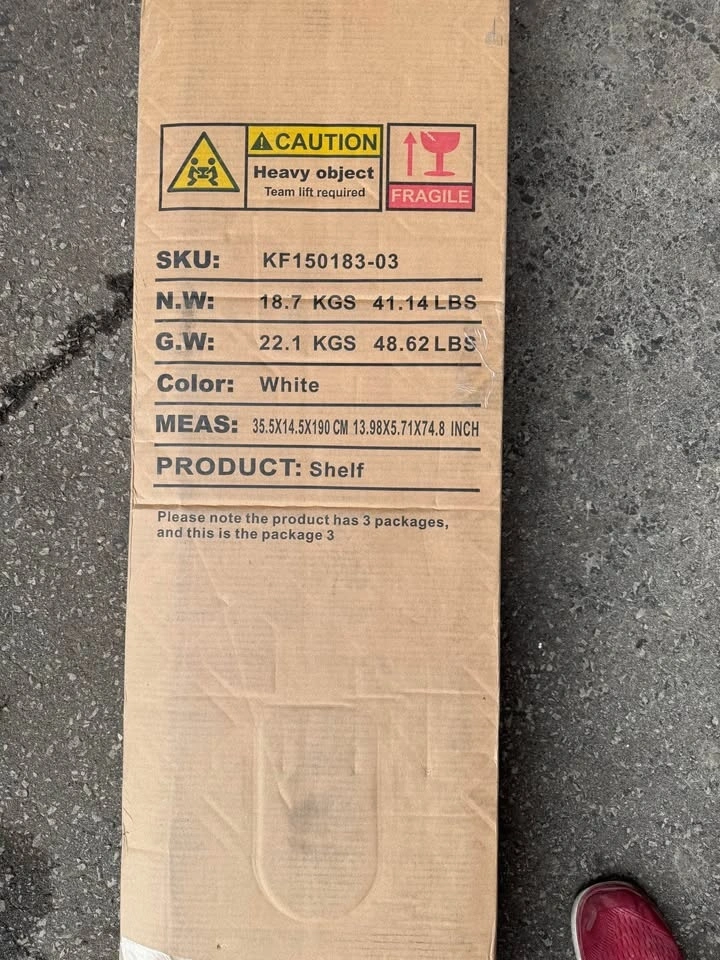 CAUTION
Heavy object
Team lift required
FRAGILE
SKU: KF150183-03
N.W: 18.7 KGS 41.14 LBS
G.W: 22.1 KGS 48.62 LBS
Color: White
MEAS: 35.5X14.5X190 CM 13.98X5.71X74.8 INCH
PRODUCT: Shelf
Please note the product has 3 packages,
and this is the package 3